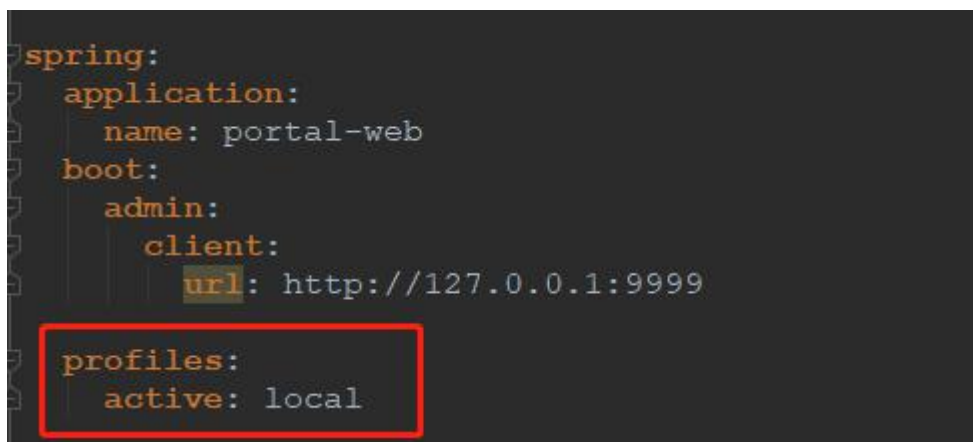 spring:
  application:
    name: portal-web
  boot:
    admin:
      client:
        url: http://127.0.0.1:9999
  profiles:
    active: local